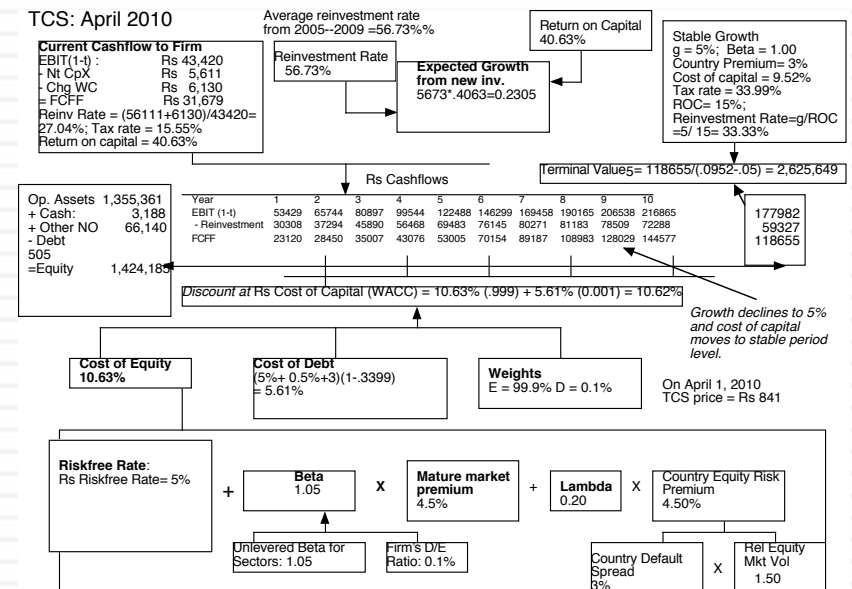 TCS: April 2010
Average reinvestment rate
from 2005--2009 =56.73%%
Return on Capital
40.63%
Stable Growth
g = 5%; Beta = 1.00
Country Premium= 3%
Cost of capital = 9.52%
Tax rate = 33.99%
ROC= 15%;
Reinvestment Rate=g/ROC
=5/ 15= 33.33%
Current Cashflow to Firm
EBIT(1-t) : Rs 43,420
- Nt CpX Rs 5,611
- Chg WC Rs 6,130
= FCFF Rs 31,679
Reinv Rate = (56111+6130)/43420=
27.04%; Tax rate = 15.55%
Return on capital = 40.63%
Reinvestment Rate
56.73%
Expected Growth
from new inv.
5673*.4063=0.2305
Terminal Value5= 118655/(.0952-.05) = 2,625,649
Rs Cashflows
Op. Assets 1,355,361
+ Cash: 3,188
+ Other NO 66,140
- Debt
505
=Equity 1,424,185
Year 1 2 3 4 5 6 7 8 9 10
EBIT (1-t) 53429 65744 80897 99544 122488 146299 169458 190165 206538 216865
- Reinvestment 30308 37294 45890 56468 69483 76145 80271 81183 78509 72288
FCFF 23120 28450 35007 43076 53005 70154 89187 108983 128029 144577
177982
59327
118655
Discount at Rs Cost of Capital (WACC) = 10.63% (.999) + 5.61% (0.001) = 10.62%
Growth declines to 5%
and cost of capital
moves to stable period
level.
Cost of Equity
10.63%
Cost of Debt
(5%+ 0.5%+3)(1-.3399)
= 5.61%
Weights
E = 99.9% D = 0.1%
On April 1, 2010
TCS price = Rs 841
Riskfree Rate:
Rs Riskfree Rate= 5%
+
Beta
1.05
X
Mature market
premium
4.5%
+
Lambda
0.20
X
Country Equity Risk
Premium
4.50%
Unlevered Beta for
Sectors: 1.05
Firm's D/E
Ratio: 0.1%
Country Default
Spread
3%
X
Rel Equity
Mkt Vol
1.50